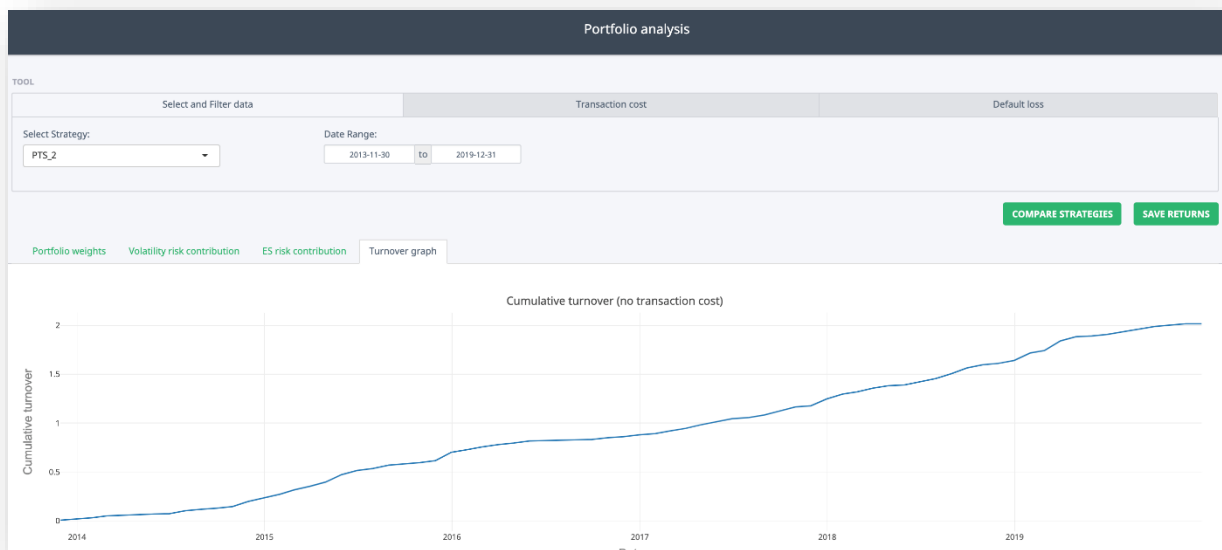 Portfolio analysis
TOOL
Select and Filter data
Transaction cost
Default loss
Select Strategy:
Date Range:
PTS_2
2013-11-30 to 2019-12-31
COMPARE STRATEGIES
SAVE RETURNS
Portfolio weights
Volatility risk contribution
ES risk contribution
Turnover graph
Cumulative turnover (no transaction cost)
Cumulative turnover
2
1.5
1
0.5
0
2014
2015
2016
2017
2018
2019